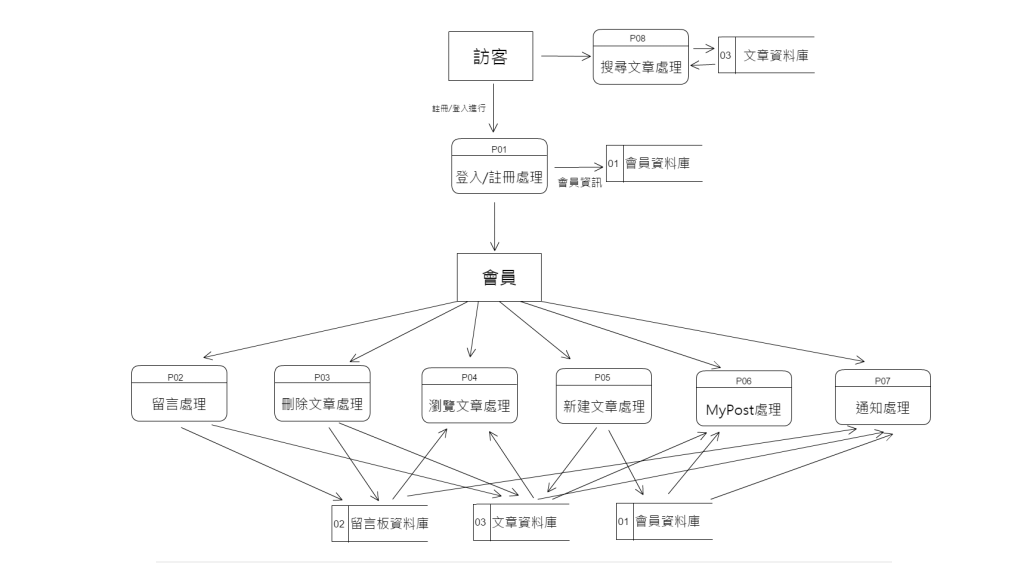 訪客
P08
搜尋文章處理
03 文章資料庫
註冊/登入進行
P01
登入/註冊處理
會員資訊
01 會員資料庫
會員
P02
留言處理
P03
刪除文章處理
P04
瀏覽文章處理
P05
新建文章處理
P06
MyPost處理
P07
通知處理
02 留言板資料庫
03 文章資料庫
01 會員資料庫